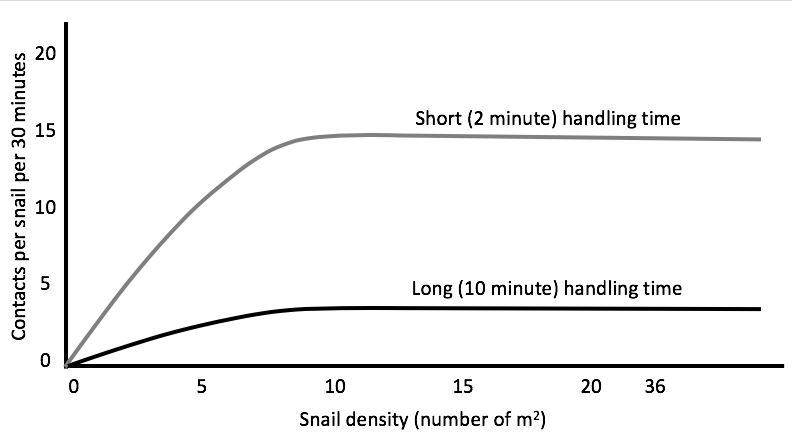 Contacts per snail per 30 minutes
20
15
10
5
0
Short (2 minute) handling time
Long (10 minute) handling time
0 5 10 15 20 36
Snail density (number of m²)